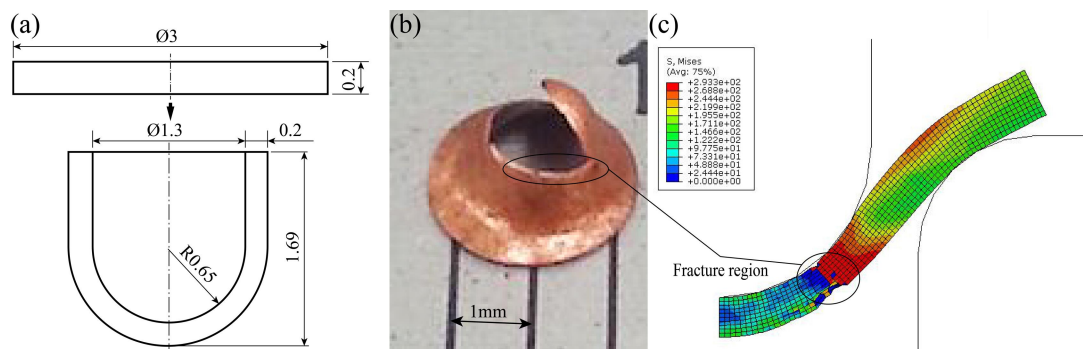 (a)
Ø3
0.2
Ø1.3
0.2
R0.65
1.69
(b)
1
1mm
(c)
S, Mises
(Avg: 75%)
+2.933e+02
+2.688e+02
+2.444e+02
+2.199e+02
+1.955e+02
+1.711e+02
+1.466e+02
+1.222e+02
+9.775e+01
+7.331e+01
+4.888e+01
+2.444e+01
+0.000e+00
Fracture region